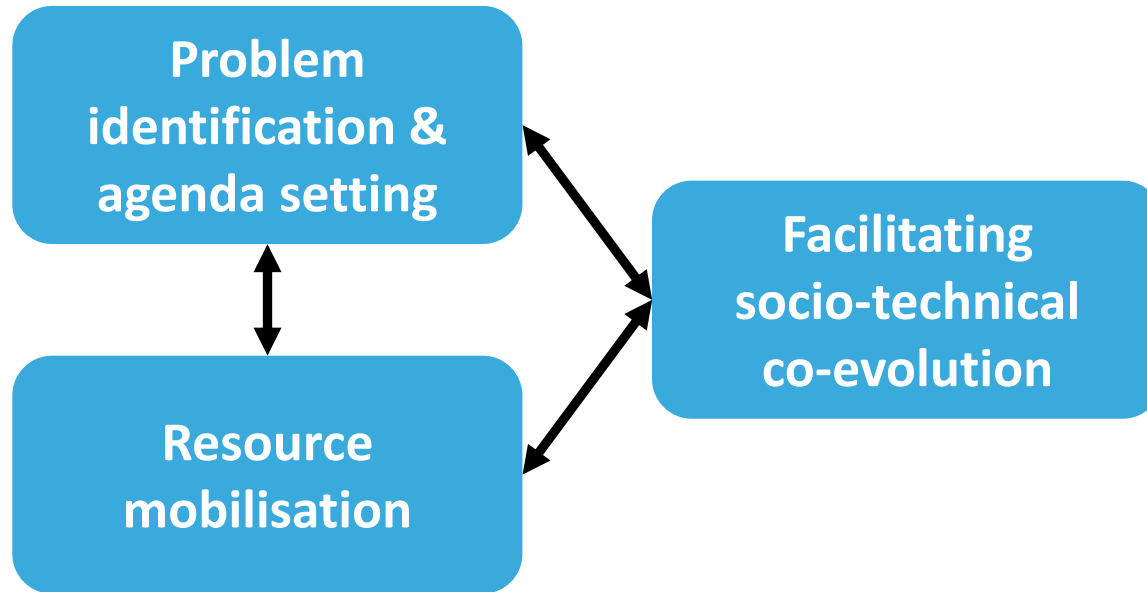 Problem
identification &
agenda setting
Facilitating
socio-technical
co-evolution
Resource
mobilisation